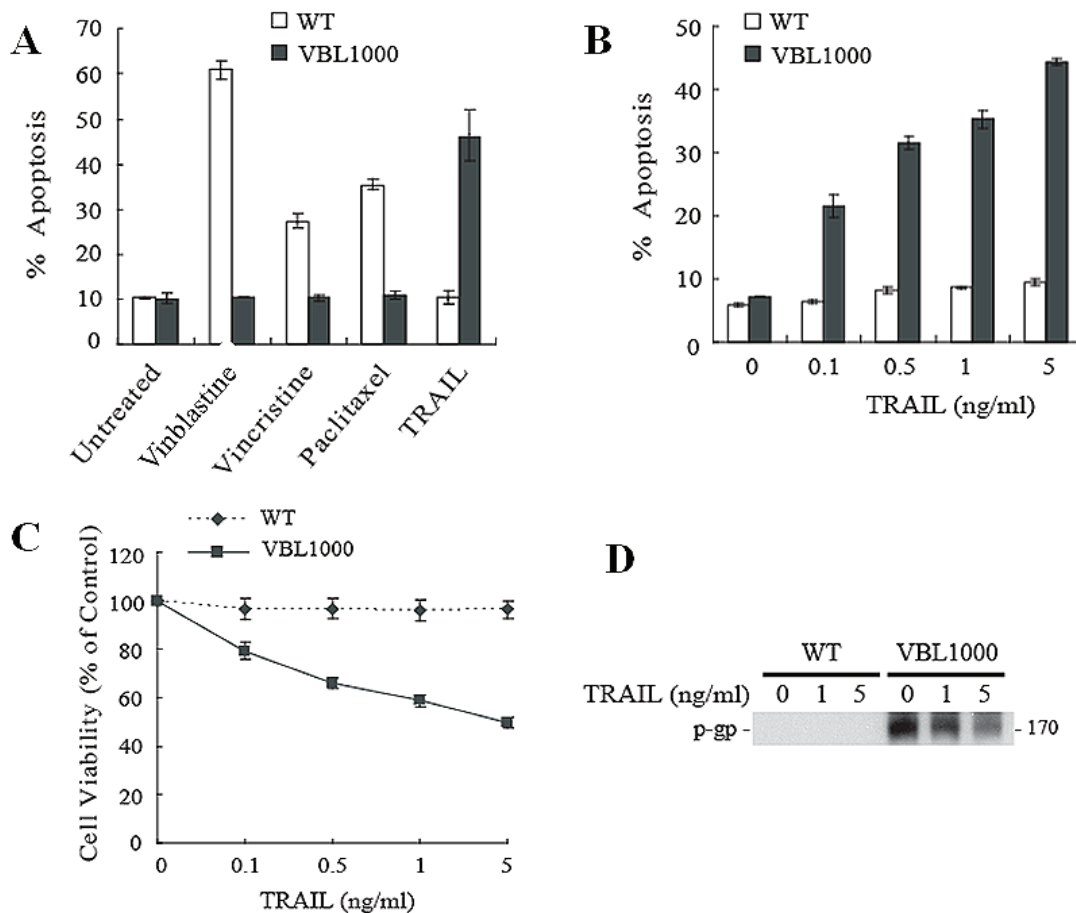 A
WT
VBL1000
% Apoptosis
70
60
50
40
30
20
10
0
Untreated
Vinblastine
Vincristine
Paclitaxel
TRAIL
B
WT
VBL1000
% Apoptosis
50
40
30
20
10
0
0 0.1 0.5 1 5
TRAIL (ng/ml)
C
WT
VBL1000
Cell Viability (% of Control)
120
100
80
60
40
20
0
0 0.1 0.5 1 5
TRAIL (ng/ml)
D
WT VBL1000
TRAIL (ng/ml) 0 1 5 0 1 5
p-gp - - 170